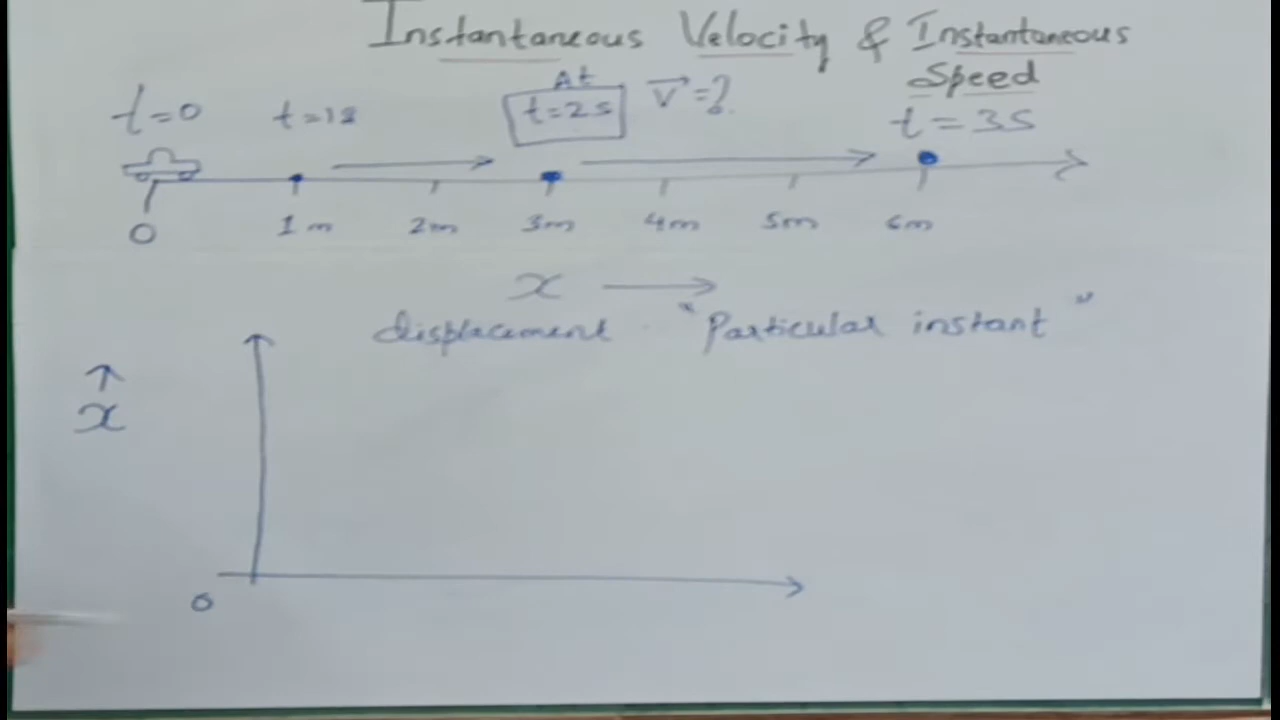 Instantaneous Velocity & Instantaneous
Speed
At
t=0 t=1s t=2s v=? t=3s
0 1m 2m 3m 4m 5m 6m
x
displacement "Particular instant"
x
0